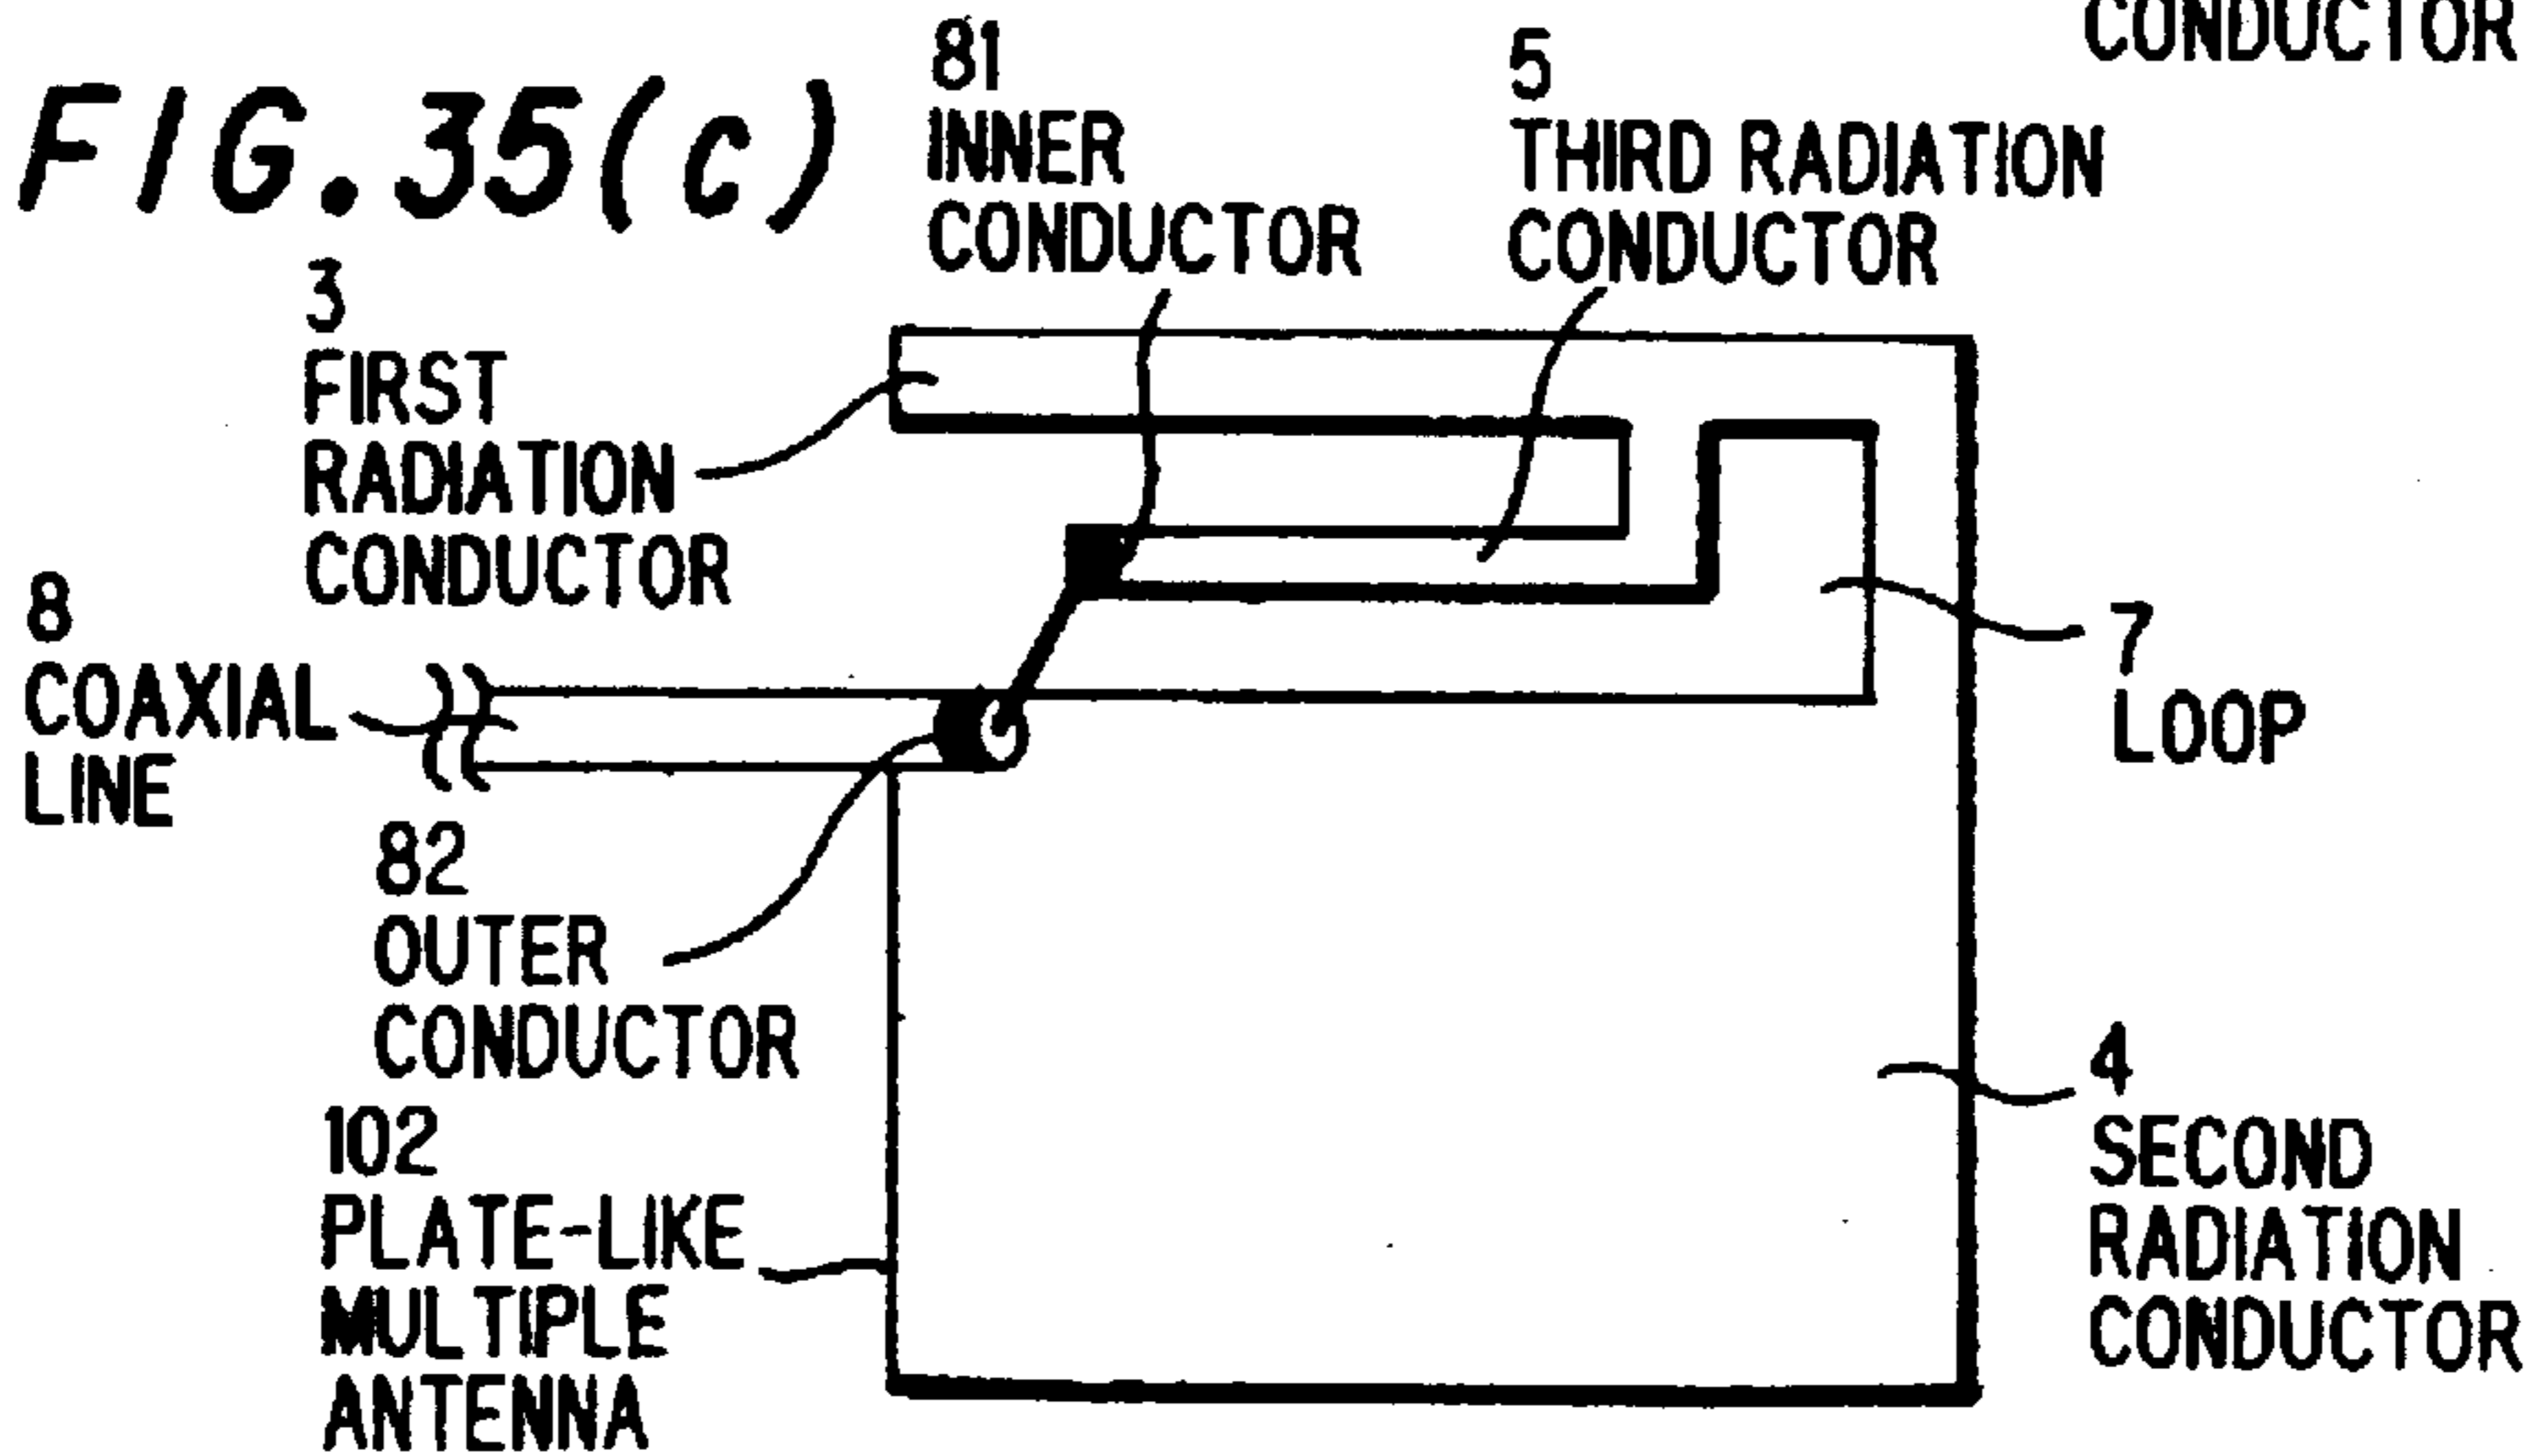 CONDUCTOR
FIG.35(c)
81
INNER
CONDUCTOR
5
THIRD RADIATION
CONDUCTOR
3
FIRST
RADIATION
CONDUCTOR
8
COAXIAL
LINE
7
LOOP
82
OUTER
CONDUCTOR
4
SECOND
RADIATION
CONDUCTOR
102
PLATE-LIKE
MULTIPLE
ANTENNA